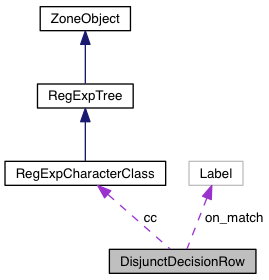 ZoneObject
RegExpTree
RegExpCharacterClass
Label
cc
on_match
DisjunctDecisionRow